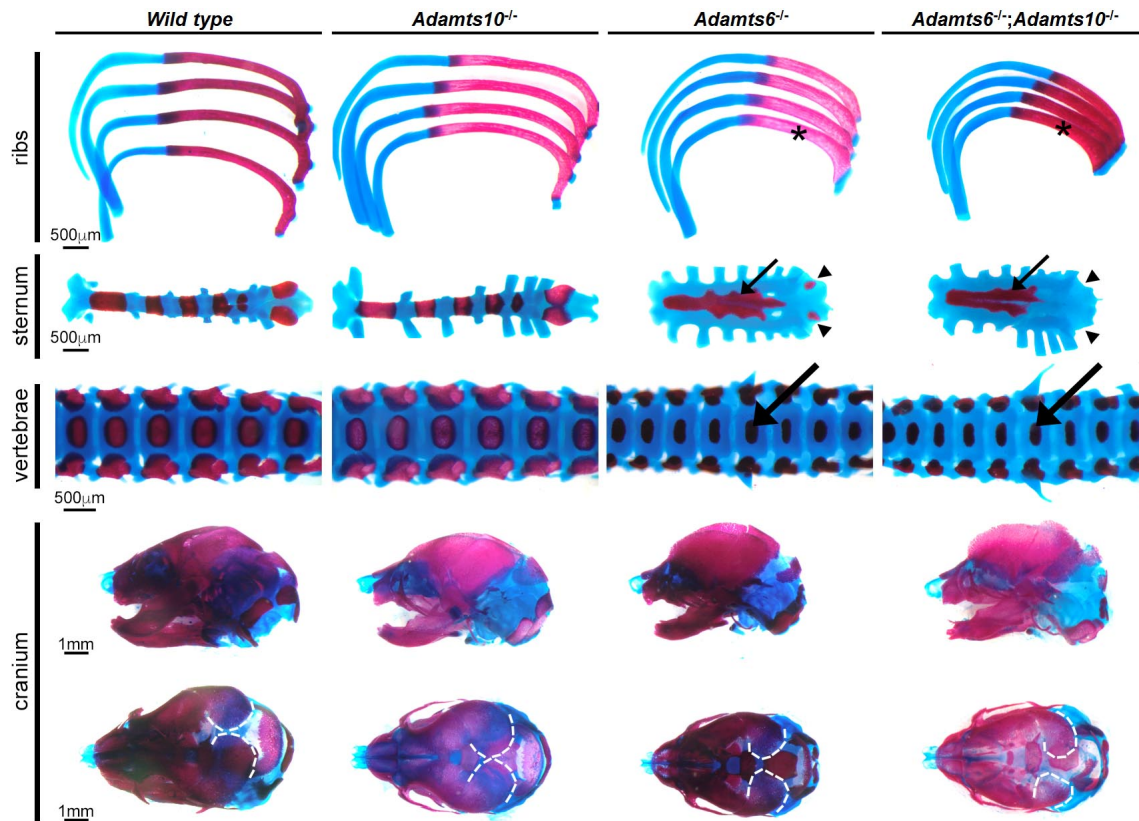 Wild type Adamts10-/- Adamts6-/- Adamts6-/-;Adamts10-/-
ribs
* *
500μm
sternum
500μm
vertebrae
500μm
cranium
1mm
1mm